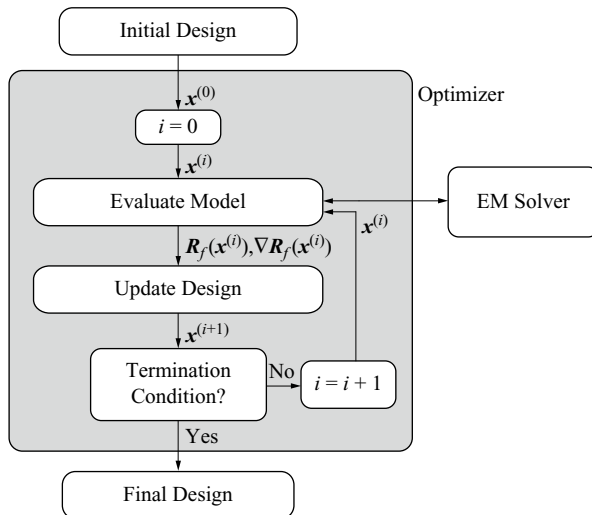 Initial Design
Optimizer
x^(0)
i = 0
x^(i)
Evaluate Model
EM Solver
x^(i)
R_f(x^(i)),∇R_f(x^(i))
Update Design
x^(i+1)
Termination
Condition?
No
i = i + 1
Yes
Final Design